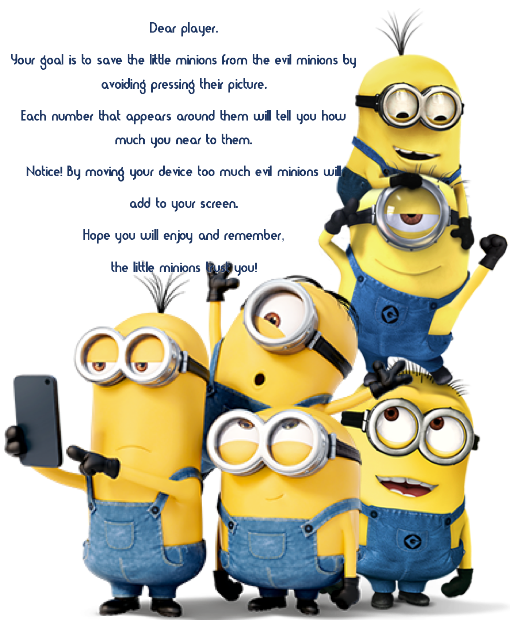 Dear player.
Your goal is to save the little minions from the evil minions by
avoiding pressing their picture.
Each number that appears around them will tell you how
much you near to them.
Notice! By moving your device too much evil minions will
add to your screen.
Hope you will enjoy and remember,
the little minions trust you!